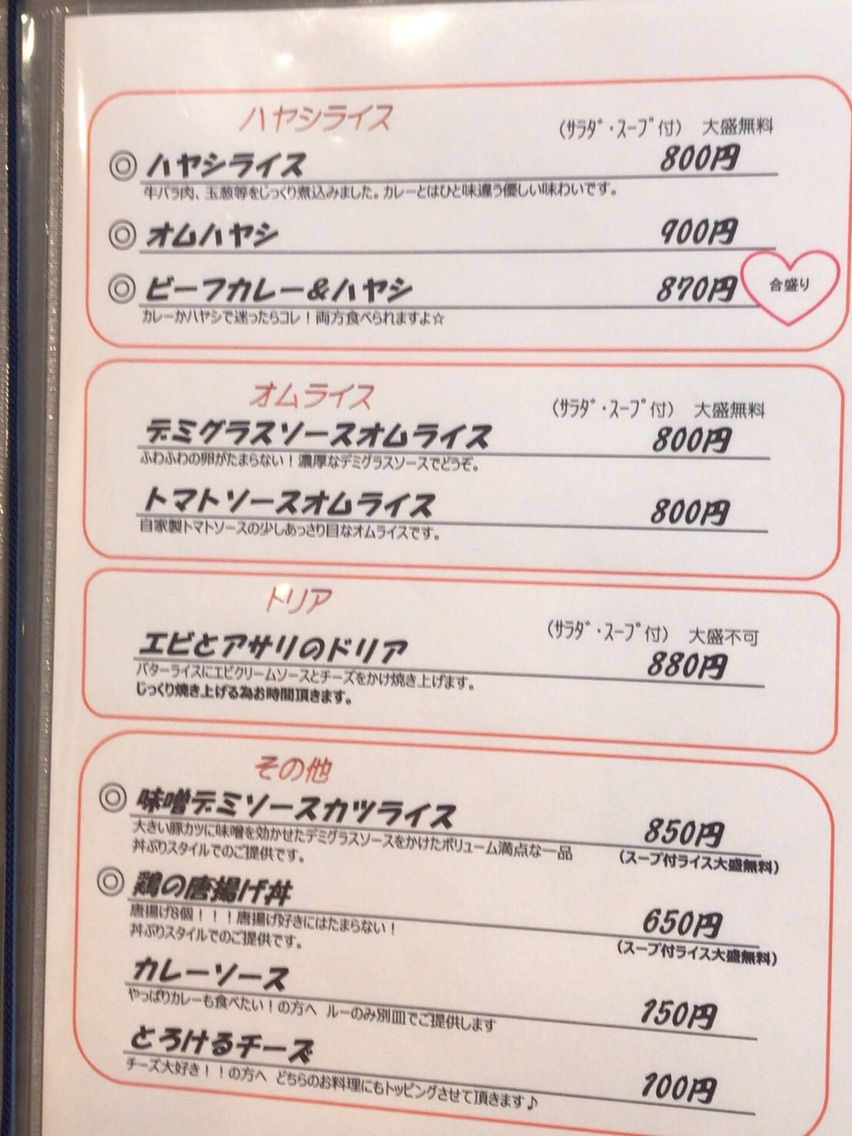 ハヤシライス
(ｻﾗﾀﾞ･ｽｰﾌﾟ付) 大盛無料
◎ ハヤシライス 800円
牛バラ肉、玉葱等をじっくり煮込みました。カレーとはひと味違う優しい味わいです。
◎ オムハヤシ 900円
◎ ビーフカレー&ハヤシ 870円 合盛り
カレーかハヤシで迷ったらコレ！両方食べられますよ☆
オムライス
(ｻﾗﾀﾞ･ｽｰﾌﾟ付) 大盛無料
デミグラスソースオムライス 800円
ふわふわの卵がたまらない！濃厚なデミグラスソースでどうぞ。
トマトソースオムライス 800円
自家製トマトソースの少しあっさり目なオムライスです。
ドリア
(ｻﾗﾀﾞ･ｽｰﾌﾟ付) 大盛不可
エビとアサリのドリア 880円
バターライスにエビクリームソースとチーズをかけ焼き上げます。
じっくり焼き上げる為お時間頂きます。
その他
◎ 味噌デミソースカツライス 850円
大きい豚カツに味噌を効かせたデミグラスソースをかけたボリューム満点な一品
(スープ付ライス大盛無料)
丼ぶりスタイルでのご提供です。
◎ 鶏の唐揚げ丼 650円
唐揚げ8個！！！唐揚げ好きにはたまらない！
(スープ付ライス大盛無料)
丼ぶりスタイルでのご提供です。
カレーソース 150円
やっぱりカレーも食べたい！の方へ ルーのみ別皿でご提供します
とろけるチーズ 100円
チーズ大好き！！の方へ どちらのお料理にもトッピングさせて頂きます♪